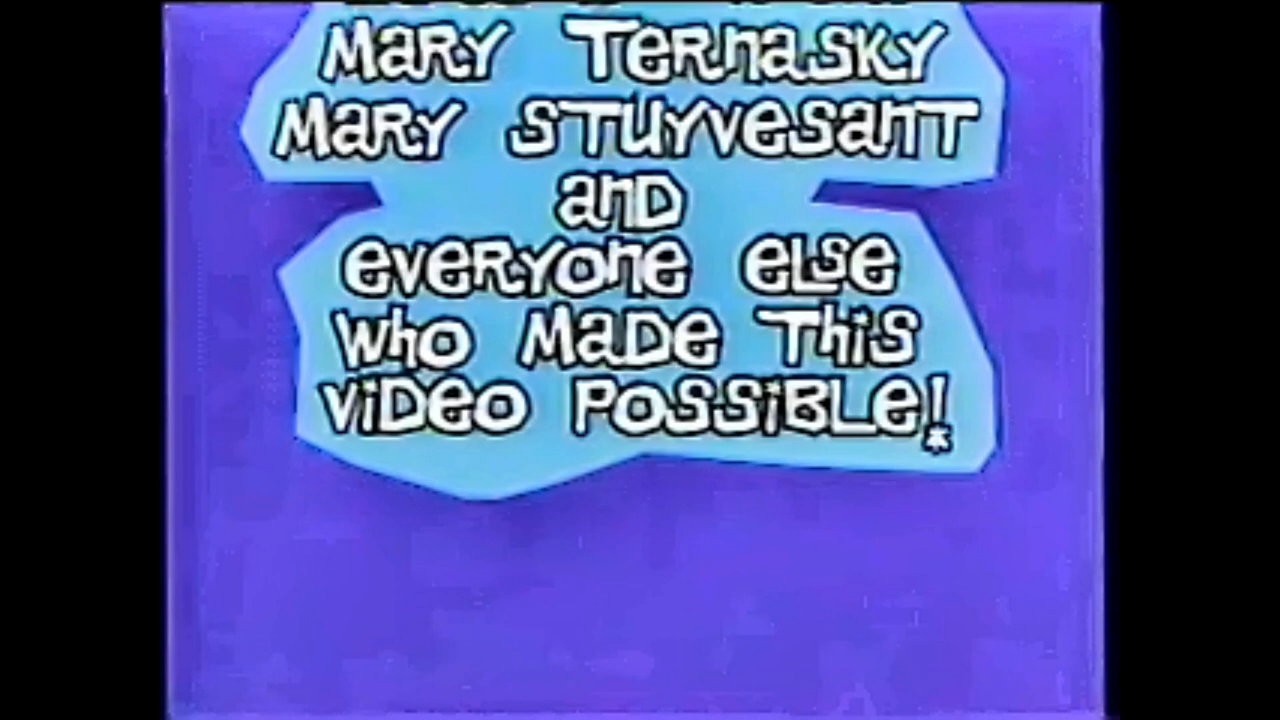 Mary Ternasky
Mary Stuyvesant
and
everyone else
who made this
video possible!